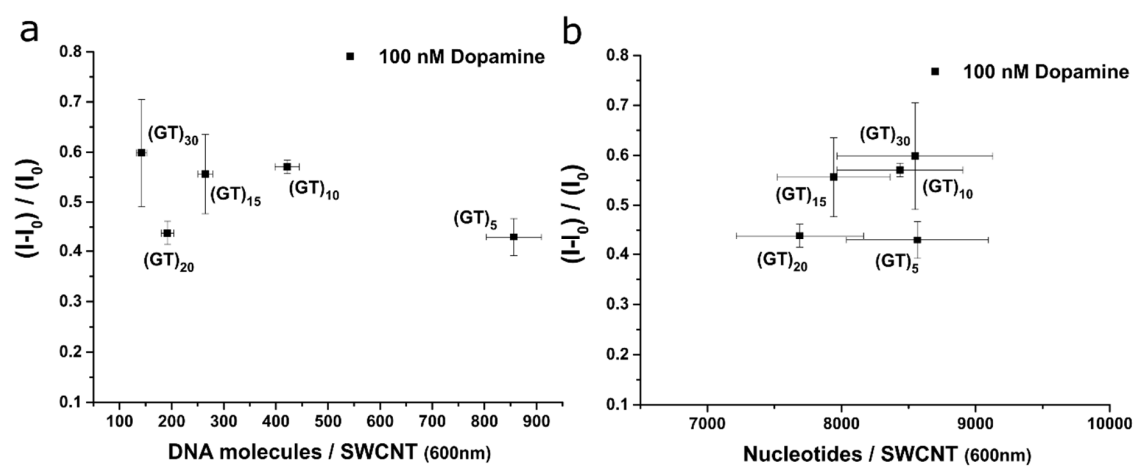 a
100 nM Dopamine
(I-I₀) / (I₀)
0.8
0.7
0.6
0.5
0.4
0.3
0.2
0.1
(GT)₃₀
(GT)₁₅
(GT)₁₀
(GT)₂₀
(GT)₅
100 200 300 400 500 600 700 800 900
DNA molecules / SWCNT (600nm)
b
100 nM Dopamine
(I-I₀) / (I₀)
0.8
0.7
0.6
0.5
0.4
0.3
0.2
0.1
(GT)₃₀
(GT)₁₀
(GT)₁₅
(GT)₂₀
(GT)₅
7000 8000 9000 10000
Nucleotides / SWCNT (600nm)